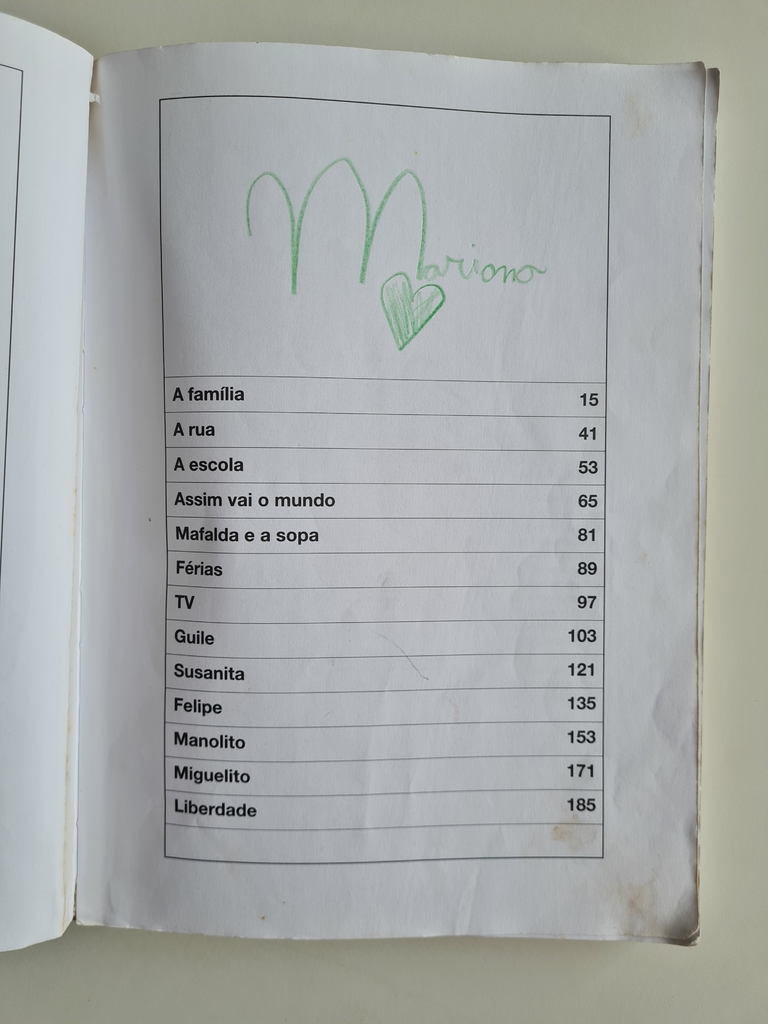 Mariana
A família 15
A rua 41
A escola 53
Assim vai o mundo 65
Mafalda e a sopa 81
Férias 89
TV 97
Guile 103
Susanita 121
Felipe 135
Manolito 153
Miguelito 171
Liberdade 185